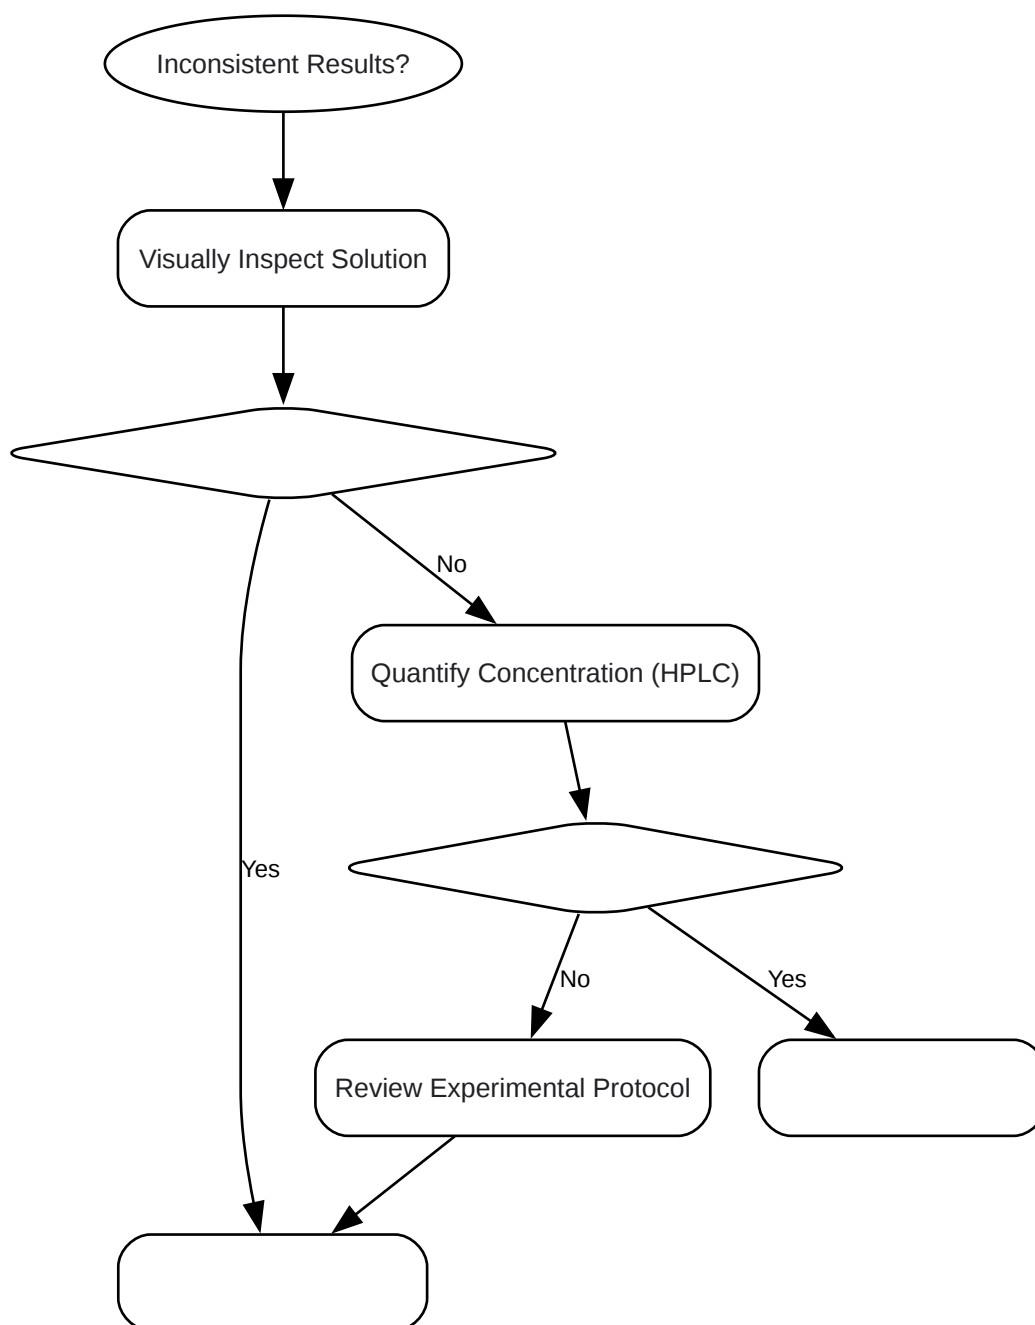 Inconsistent Results?
Visually Inspect Solution
No
Quantify Concentration (HPLC)
Yes
No
Yes
Review Experimental Protocol